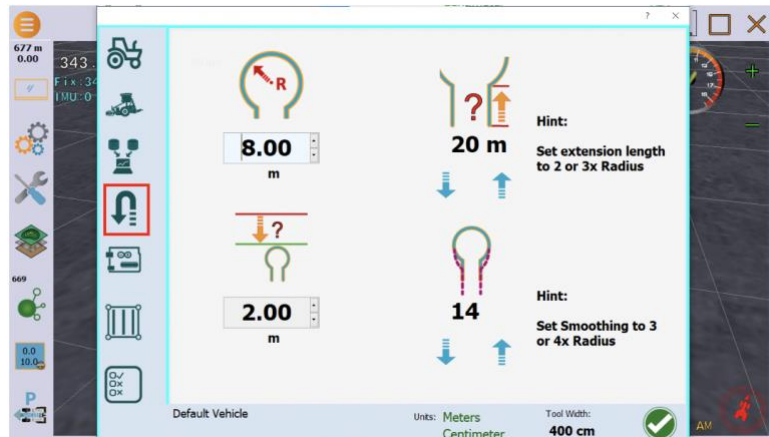 ? ×
677 m
0.00
343
Fix:34
IMU:0
R
8.00
m
?
20 m
Hint:
Set extension length
to 2 or 3x Radius
?
2.00
m
14
Hint:
Set Smoothing to 3
or 4x Radius
669
0.0
10.0
P
Default Vehicle
Units: Meters
Centimeter
Tool Width:
400 cm
AM